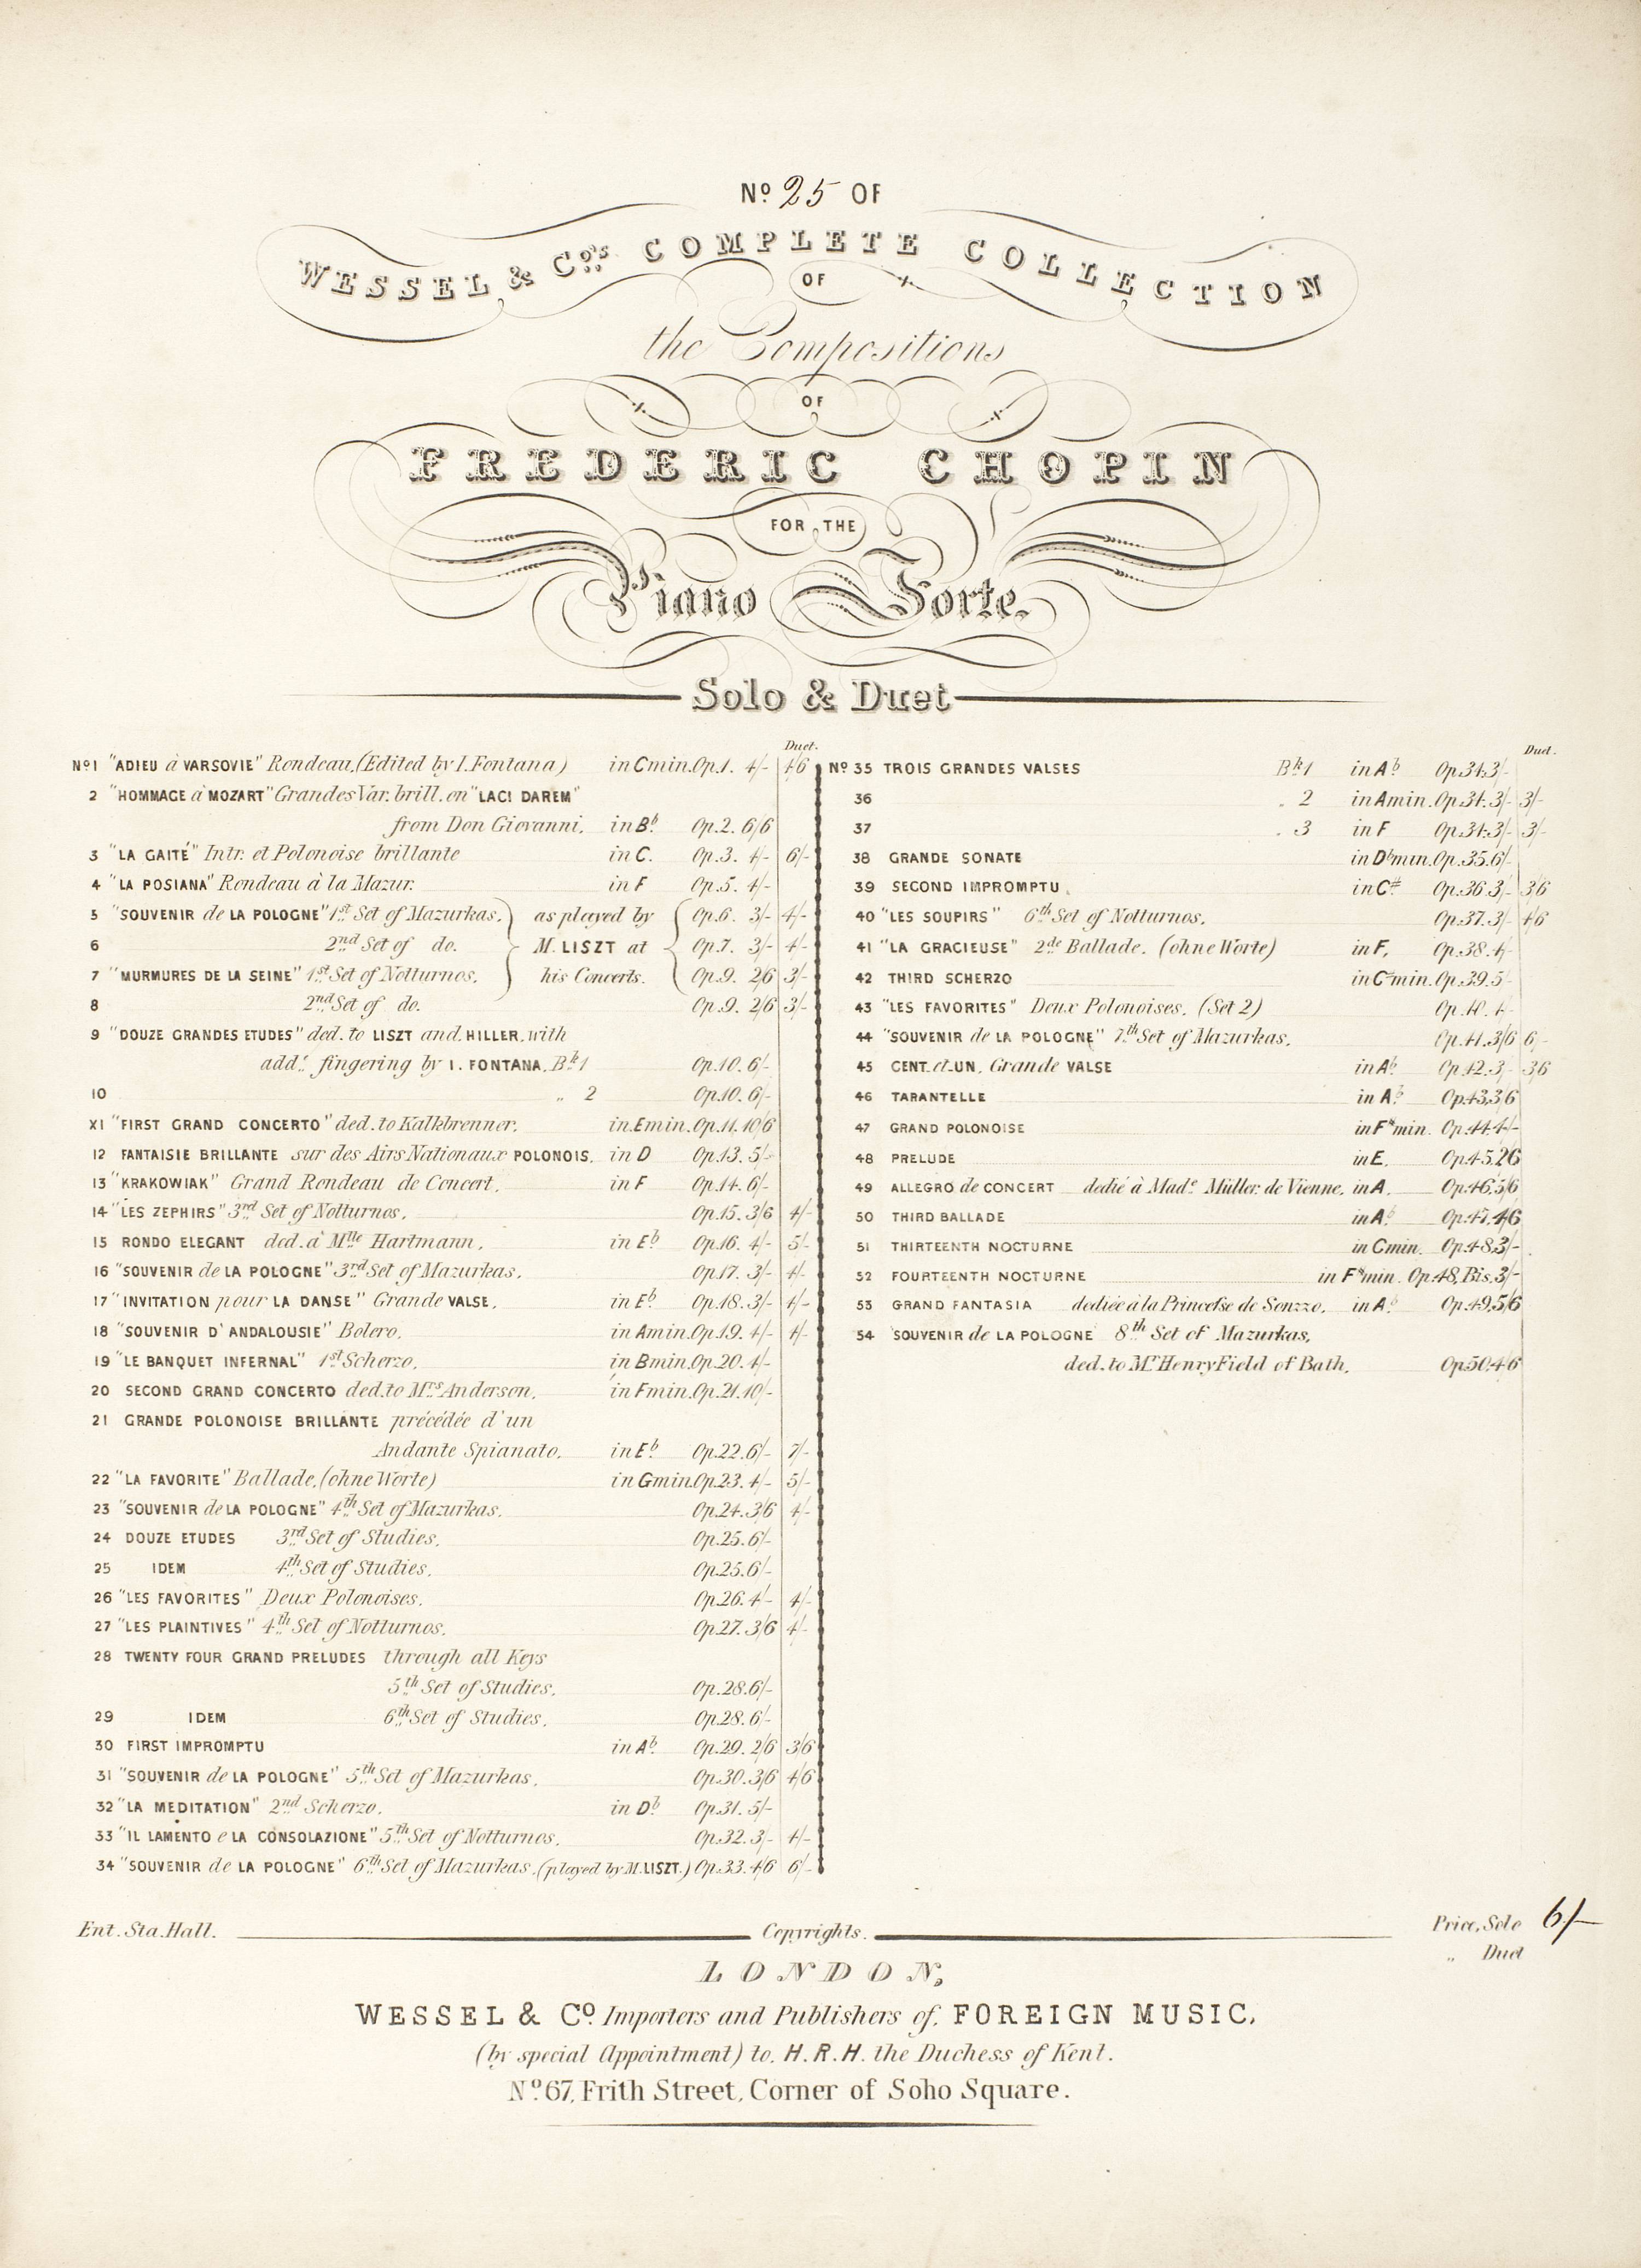 No. 25 OF
WESSEL & Co's. COMPLETE COLLECTION
OF
the Compositions
OF
FREDERIC CHOPIN
FOR THE
Piano Forte.
Solo & Duet
Duet.
No 1 "ADIEU à VARSOVIE" Rondeau, (Edited by I. Fontana) in C min. Op. 1. 4/- 4/6
2 "HOMMAGE à MOZART" Grandes Var. brill. on "LACI DAREM"
from Don Giovanni. in Bb. Op. 2. 6/6
3 "LA GAITÉ" Intr. et Polonoise brillante in C. Op. 3. 4/- 6/-
4 "LA POSIANA" Rondeau à la Mazur. in F Op. 5. 4/-
5 "SOUVENIR de LA POLOGNE" 1st Set of Mazurkas. as played by Op. 6. 3/- 4/-
6 2nd Set of do. M. LISZT at Op. 7. 3/- 4/-
7 "MURMURES DE LA SEINE" 1st Set of Notturnos. his Concerts. Op. 9. 2/6 3/-
8 2nd Set of do. Op. 9. 2/6 3/-
9 "DOUZE GRANDES ETUDES" ded. to LISZT and HILLER, with
add.l fingering by I. FONTANA. Bk 1 Op. 10. 6/-
10 " 2 Op. 10. 6/-
XI "FIRST GRAND CONCERTO" ded. to Kalkbrenner. in E min. Op. 11. 10/6
12 FANTAISIE BRILLANTE sur des Airs Nationaux POLONOIS. in D Op. 13. 5/-
13 "KRAKOWIAK" Grand Rondeau de Concert. in F Op. 14. 6/-
14 "LES ZEPHIRS" 3rd Set of Notturnos. Op. 15. 3/6 4/-
15 RONDO ELEGANT ded. à Mlle Hartmann. in Eb Op. 16. 4/- 5/-
16 "SOUVENIR de LA POLOGNE" 3rd Set of Mazurkas. Op. 17. 3/- 4/-
17 "INVITATION pour LA DANSE" Grande VALSE. in Eb. Op. 18. 3/- 4/-
18 "SOUVENIR D'ANDALOUSIE" Bolero. in A min. Op. 19. 4/- 4/-
19 "LE BANQUET INFERNAL" 1st Scherzo. in B min. Op. 20. 4/-
20 SECOND GRAND CONCERTO ded. to Mrs Anderson. in F min. Op. 21. 10/-
21 GRANDE POLONOISE BRILLANTE précédée d'un
Andante Spianato. in Eb Op. 22. 6/- 7/-
22 "LA FAVORITE" Ballade. (ohne Worte) in G min. Op. 23. 4/- 5/-
23 "SOUVENIR de LA POLOGNE" 4th Set of Mazurkas. Op. 24. 3/6 4/-
24 DOUZE ETUDES 3rd Set of Studies. Op. 25. 6/-
25 IDEM 4th Set of Studies. Op. 25. 6/-
26 "LES FAVORITES" Deux Polonoises. Op. 26. 4/- 4/-
27 "LES PLAINTIVES" 4th Set of Notturnos. Op. 27. 3/6 4/-
28 TWENTY FOUR GRAND PRELUDES through all Keys
5th Set of Studies. Op. 28. 6/-
29 IDEM 6th Set of Studies. Op. 28. 6/-
30 FIRST IMPROMPTU in Ab. Op. 29. 2/6 3/6
31 "SOUVENIR de LA POLOGNE" 5th Set of Mazurkas. Op. 30. 3/6 4/6
32 "LA MEDITATION" 2nd Scherzo. in Db. Op. 31. 5/-
33 "IL LAMENTO e LA CONSOLAZIONE" 5th Set of Notturnos. Op. 32. 3/- 4/-
34 "SOUVENIR de LA POLOGNE" 6th Set of Mazurkas. (played by M. LISZT.) Op. 33. 4/6 6/-
Duet.
No 35 TROIS GRANDES VALSES Bk 1 in Ab Op. 34. 3/-
36 " 2 in A min. Op. 34. 3/- 3/-
37 " 3 in F Op. 34. 3/- 3/-
38 GRANDE SONATE in Db min. Op. 35. 6/-
39 SECOND IMPROMPTU. in C# Op. 36. 3/- 3/6
40 "LES SOUPIRS" 6th Set of Notturnos. Op. 37. 3/- 4/6
41 "LA GRACIEUSE" 2de Ballade. (ohne Worte) in F. Op. 38. 4/-
42 THIRD SCHERZO in C# min. Op. 39. 5/-
43 "LES FAVORITES" Deux Polonoises. (Set 2) Op. 40. 4/-
44 "SOUVENIR de LA POLOGNE" 7th Set of Mazurkas. Op. 41. 3/6 6/-
45 CENT-et-UN. Grande VALSE in Ab. Op. 42. 3/- 3/6
46 TARANTELLE in Ab. Op. 43. 3/6
47 GRAND POLONOISE in F# min. Op. 44. 4/-
48 PRELUDE in E. Op. 45. 2/6
49 ALLEGRO de CONCERT dedié à Made. Müller de Vienne. in A. Op. 46. 5/6
50 THIRD BALLADE in Ab. Op. 47. 4/6
51 THIRTEENTH NOCTURNE in C min. Op. 48. 3/-
52 FOURTEENTH NOCTURNE in F# min. Op. 48, Bis. 3/-
53 GRAND FANTASIA dediée à la Princesse de Souzzo. in Ab. Op. 49. 5/6
54 "SOUVENIR de LA POLOGNE" 8th Set of Mazurkas,
ded. to Mr Henry Field of Bath. Op. 50. 4/6
Ent. Sta. Hall. Copyrights. Price, Solo 6/-
" Duet
LONDON,
WESSEL & Co. Importers and Publishers of FOREIGN MUSIC,
(by special Appointment) to. H.R.H. the Duchess of Kent.
No. 67, Frith Street, Corner of Soho Square.